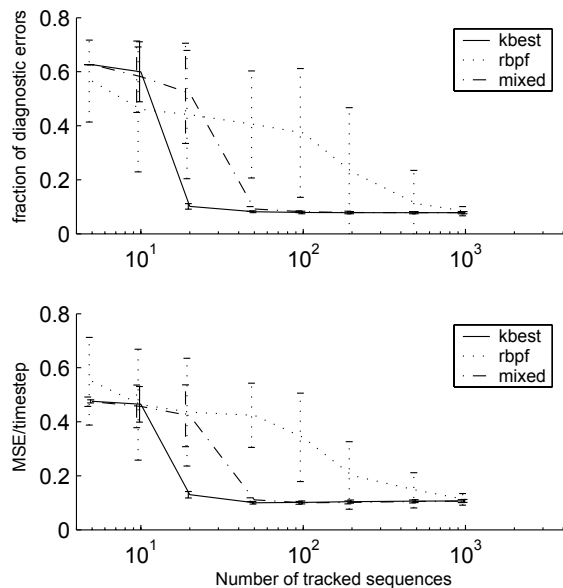 0.8
0.6
0.4
0.2
0
fraction of diagnostic errors
kbest
rbpf
mixed
10^1
10^2
10^3
0.8
0.6
0.4
0.2
0
MSE/timestep
kbest
rbpf
mixed
10^1
10^2
10^3
Number of tracked sequences